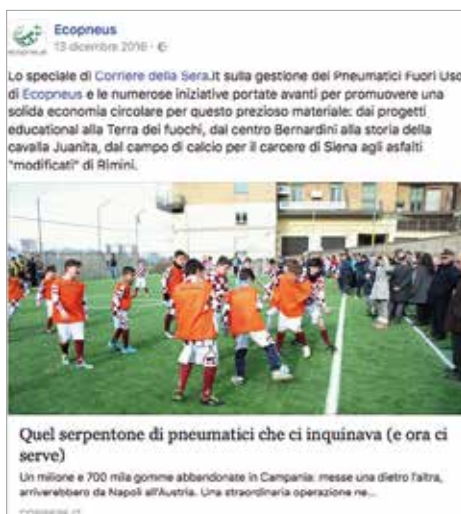 Ecopneus
13 dicembre 2016 ·
ecopneus
Lo speciale di Corriere della Sera.it sulla gestione dei Pneumatici Fuori Uso
di Ecopneus e le numerose iniziative portate avanti per promuovere una
solida economia circolare per questo prezioso materiale: dai progetti
educational alla Terra dei fuochi, dal centro Bernardini alla storia della
cavalla Juanita, dal campo di calcio per il carcere di Siena agli asfalti
"modificati" di Rimini.
Quel serpentone di pneumatici che ci inquinava (e ora ci
serve)
Un milione e 700 mila gomme abbandonate in Campania: messe una dietro l'altra,
arriverebbero da Napoli all'Austria. Una straordinaria operazione ne...